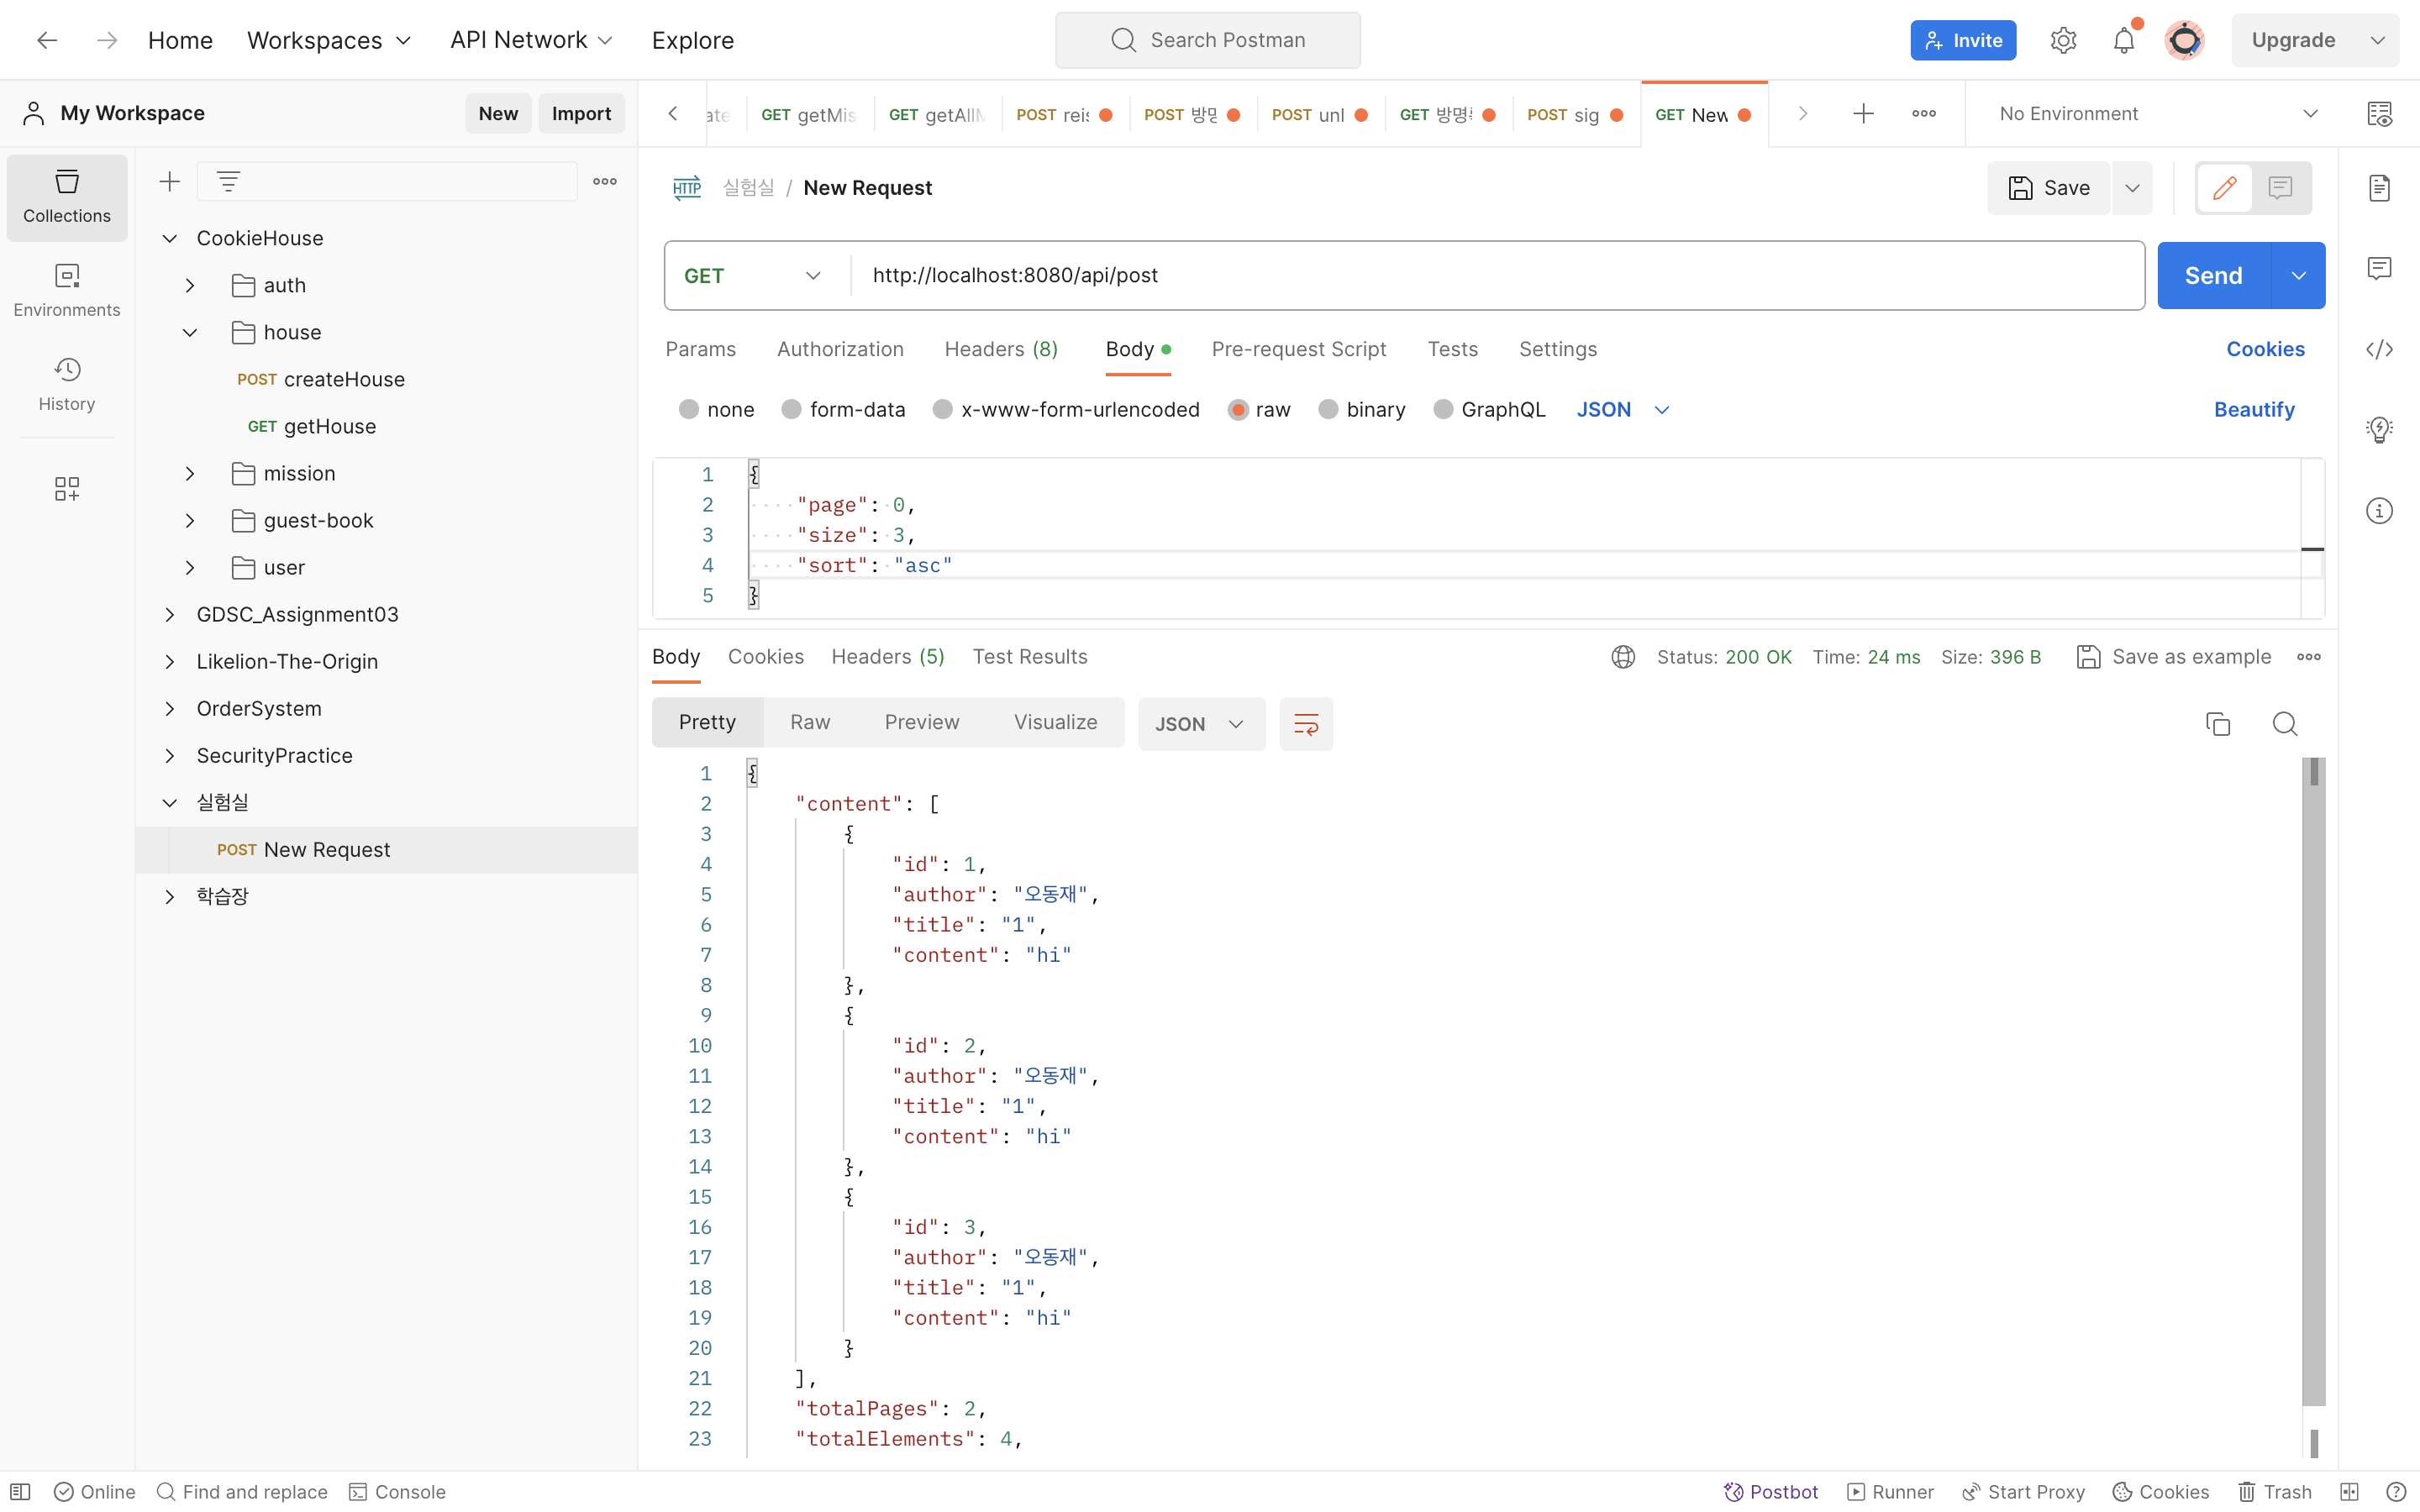 Home Workspaces API Network Explore Search Postman Invite Upgrade
My Workspace New Import
GET getMis GET getAllM POST reis POST 방명 POST unl GET 방명 POST sig GET New No Environment
Collections
Environments
History
CookieHouse
auth
house
POST createHouse
GET getHouse
mission
guest-book
user
GDSC_Assignment03
Likelion-The-Origin
OrderSystem
SecurityPractice
실험실
POST New Request
학습장
HTTP 실험실 / New Request Save
GET http://localhost:8080/api/post Send
Params Authorization Headers (8) Body Pre-request Script Tests Settings Cookies
none form-data x-www-form-urlencoded raw binary GraphQL JSON Beautify
1 {
2 "page": 0,
3 "size": 3,
4 "sort": "asc"
5 }
Body Cookies Headers (5) Test Results Status: 200 OK Time: 24 ms Size: 396 B Save as example
Pretty Raw Preview Visualize JSON
1 {
2 "content": [
3 {
4 "id": 1,
5 "author": "오동재",
6 "title": "1",
7 "content": "hi"
8 },
9 {
10 "id": 2,
11 "author": "오동재",
12 "title": "1",
13 "content": "hi"
14 },
15 {
16 "id": 3,
17 "author": "오동재",
18 "title": "1",
19 "content": "hi"
20 }
21 ],
22 "totalPages": 2,
23 "totalElements": 4,
Online Find and replace Console Postbot Runner Start Proxy Cookies Trash